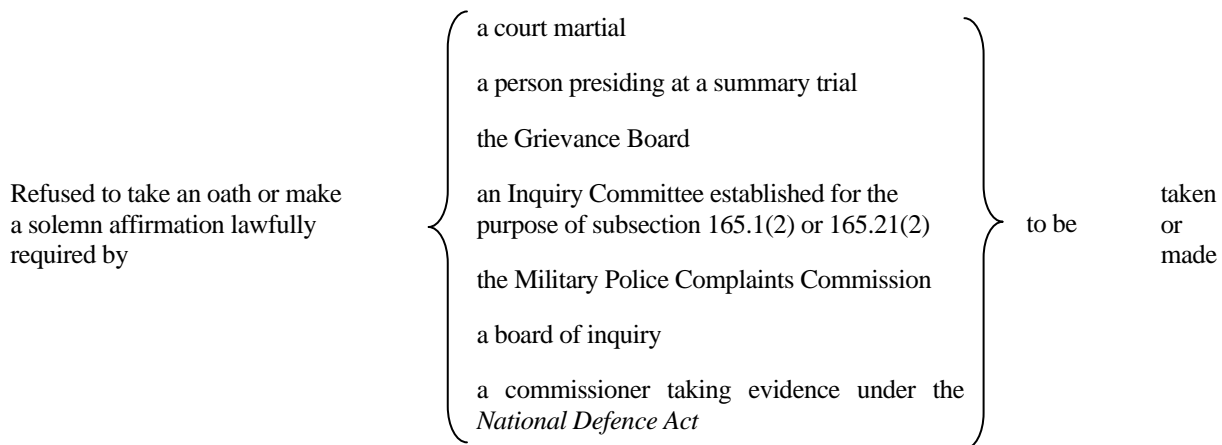 Refused to take an oath or make
a solemn affirmation lawfully
required by
a court martial
a person presiding at a summary trial
the Grievance Board
an Inquiry Committee established for the
purpose of subsection 165.1(2) or 165.21(2)
the Military Police Complaints Commission
a board of inquiry
a commissioner taking evidence under the
National Defence Act
to be
taken
or
made